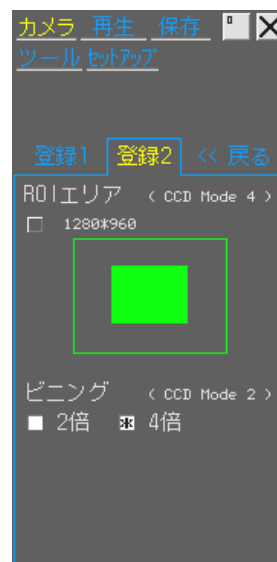 カメラ 再生 保存
ツール セットアップ
登録1 登録2 << 戻る
ROIエリア < CCD Mode 4 >
1280*960
ビニング < CCD Mode 2 >
2倍 4倍